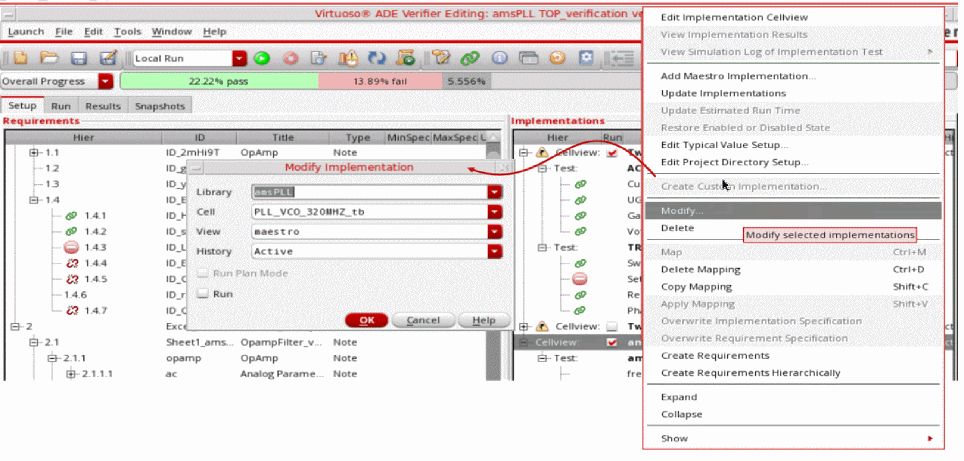 Virtuoso® ADE Verifier Editing: amsPLL TOP_verification ve
Launch File Edit Tools Window Help
Local Run
Overall Progress 22.22% pass 13.89% fail 5.556%
Setup Run Results Snapshots
Requirements
Hier ID Title Type MinSpec MaxSpec U
1.1 ID_2mHi9T OpAmp Note
1.2 ID_g
1.3 ID_y
1.4 ID_E
1.4.1 ID_H
1.4.2 ID_s
1.4.3 ID_L
1.4.4 ID_E
1.4.5 ID_C
1.4.6 ID_r
1.4.7 ID_C
2 Exce
2.1 Sheet1_ams... OpampFilter_v... Note
2.1.1 opamp OpAmp Note
2.1.1.1 ac Analog Parame... Note
Modify Implementation
Library amsPLL
Cell PLL_VCO_320MHZ_tb
View maestro
History Active
Run Plan Mode
Run
OK Cancel Help
Implementations
Hier Run
Cellview: Tw
Test: AC
Cu
UG
Ga
Vo
Test: TR
Sw
Set
Re
Ph
Cellview: Tw
Cellview: am
Test: am
fre
Edit Implementation Cellview
View Implementation Results
View Simulation Log of Implementation Test
Add Maestro Implementation...
Update Implementations
Update Estimated Run Time
Restore Enabled or Disabled State
Edit Typical Value Setup...
Edit Project Directory Setup...
Create Custom Implementation...
Modify...
Delete
Modify selected implementations
Map Ctrl+M
Delete Mapping Ctrl+D
Copy Mapping Shift+C
Apply Mapping Shift+V
Overwrite Implementation Specification
Overwrite Requirement Specification
Create Requirements
Create Requirements Hierarchically
Expand
Collapse
Show